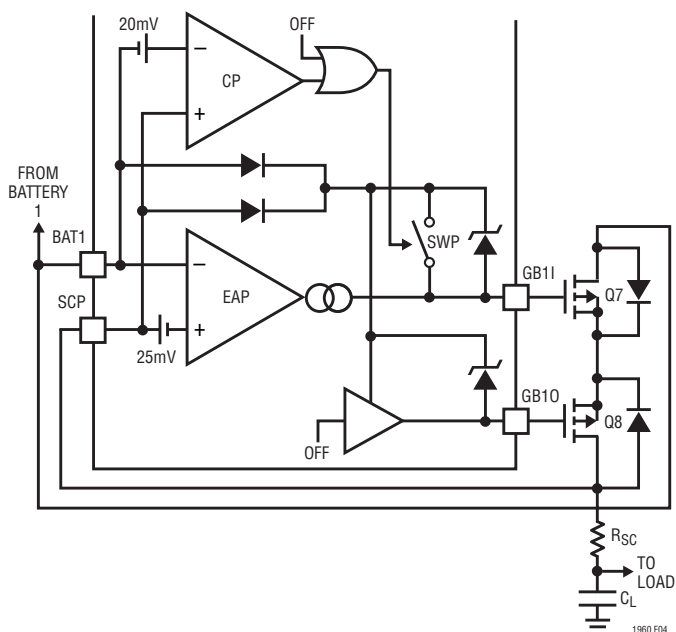 20mV
OFF
−
CP
+
FROM
BATTERY
1
BAT1
SWP
−
EAP
+
GB1I
Q7
SCP
25mV
GB1O
Q8
OFF
RSC
TO
LOAD
CL
1960 F04